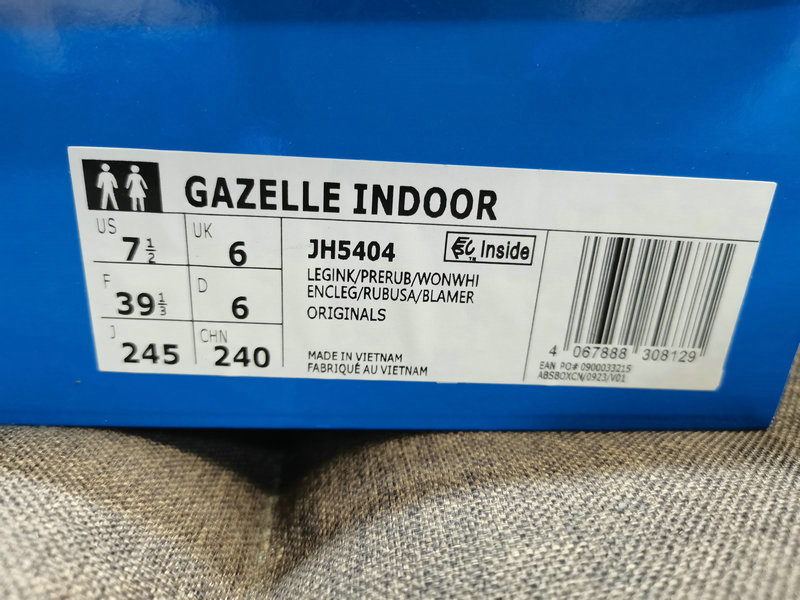 GAZELLE INDOOR
US 7 1/2
UK 6
F 39 1/3
D 6
J 245
CHN 240
JH5404
Inside
LEGINK/PRERUB/WONWHI
ENCLEG/RUBUSA/BLAMER
ORIGINALS
MADE IN VIETNAM
FABRIQUÉ AU VIETNAM
4 067888 308129
EAN PO# 0900033215
ABSBOXCN/0923/V01